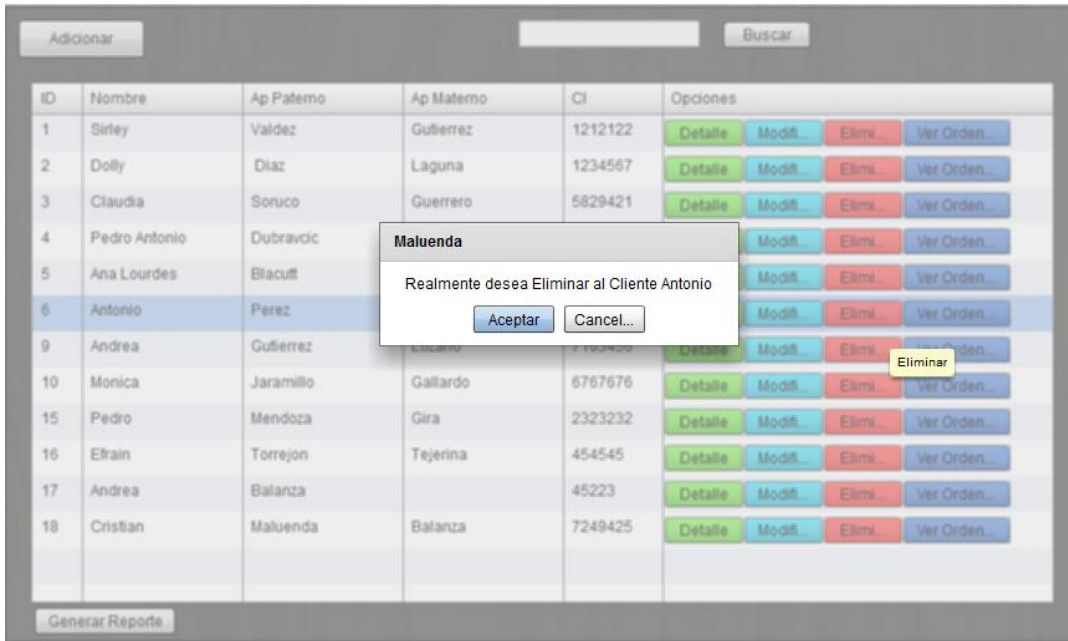 Adicionar Buscar
ID Nombre Ap Paterno Ap Materno CI Opciones
1 Sirley Valdez Gutierrez 1212122 Detalle Modifi... Elimi... Ver Orden...
2 Dolly Diaz Laguna 1234567 Detalle Modifi... Elimi... Ver Orden...
3 Claudia Soruco Guerrero 5829421 Detalle Modifi... Elimi... Ver Orden...
4 Pedro Antonio Dubravcic Modifi... Elimi... Ver Orden...
Maluenda
5 Ana Lourdes Blacutt Modifi... Elimi... Ver Orden...
Realmente desea Eliminar al Cliente Antonio
6 Antonio Perez Modifi... Elimi... Ver Orden...
Aceptar Cancel...
9 Andrea Gutierrez Lozano Detalle Modifi... Elimi...
Eliminar
10 Monica Jaramillo Gallardo 6767676 Detalle Modifi... Elimi... Ver Orden...
15 Pedro Mendoza Gira 2323232 Detalle Modifi... Elimi... Ver Orden...
16 Efrain Torrejon Tejerina 454545 Detalle Modifi... Elimi... Ver Orden...
17 Andrea Balanza 45223 Detalle Modifi... Elimi... Ver Orden...
18 Cristian Maluenda Balanza 7249425 Detalle Modifi... Elimi... Ver Orden...
Generar Reporte